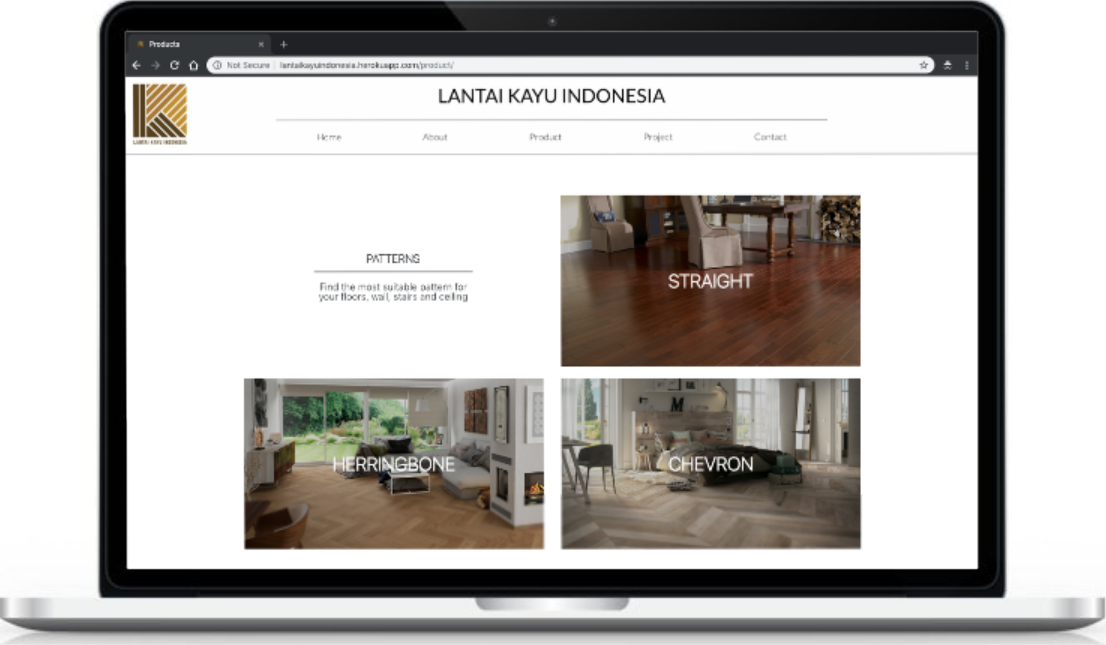 Products
Not Secure | lantaikayuindonesia.herokuapp.com/product/
LANTAI KAYU INDONESIA
LANTAI KAYU INDONESIA
Home About Product Project Contact
PATTERNS
Find the most suitable pattern for
your floors, wall, stairs and ceiling
STRAIGHT
HERRINGBONE
CHEVRON
M